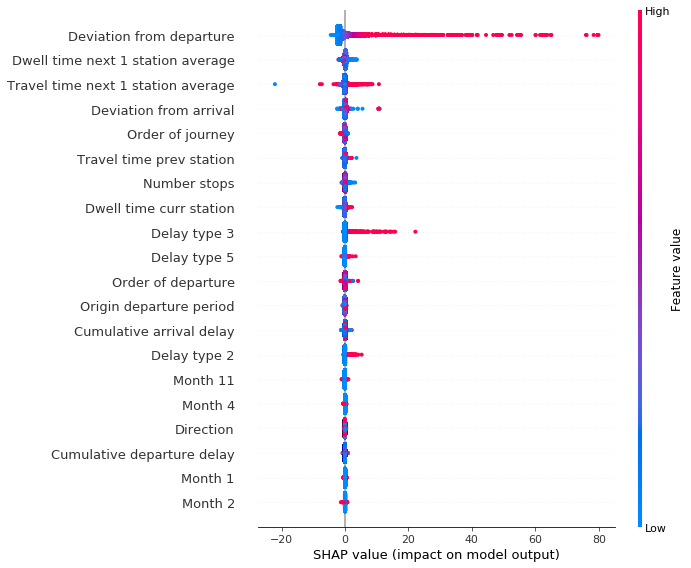 High
Deviation from departure
Dwell time next 1 station average
Travel time next 1 station average
Deviation from arrival
Order of journey
Travel time prev station
Number stops
Dwell time curr station
Delay type 3
Delay type 5
Order of departure
Origin departure period
Cumulative arrival delay
Delay type 2
Month 11
Month 4
Direction
Cumulative departure delay
Month 1
Month 2
Feature value
Low
−20 0 20 40 60 80
SHAP value (impact on model output)